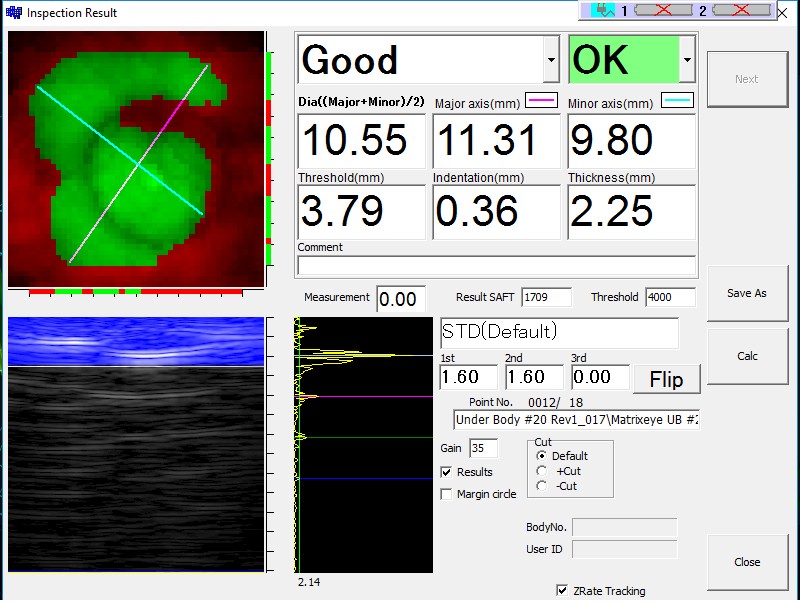 Inspection Result
1 2
Good
OK
Next
Dia((Major+Minor)/2) Major axis(mm) Minor axis(mm)
10.55 11.31 9.80
Threshold(mm) Indentation(mm) Thickness(mm)
3.79 0.36 2.25
Comment
Measurement 0.00 Result SAFT 1709 Threshold 4000
Save As
STD(Default)
Calc
1st 2nd 3rd
1.60 1.60 0.00 Flip
Point No. 0012/ 18
Under Body #20 Rev1_017\Matrixeye UB #2
Gain 35
Cut
Default
+Cut
-Cut
Results
Margin circle
BodyNo.
User ID
Close
2.14
ZRate Tracking